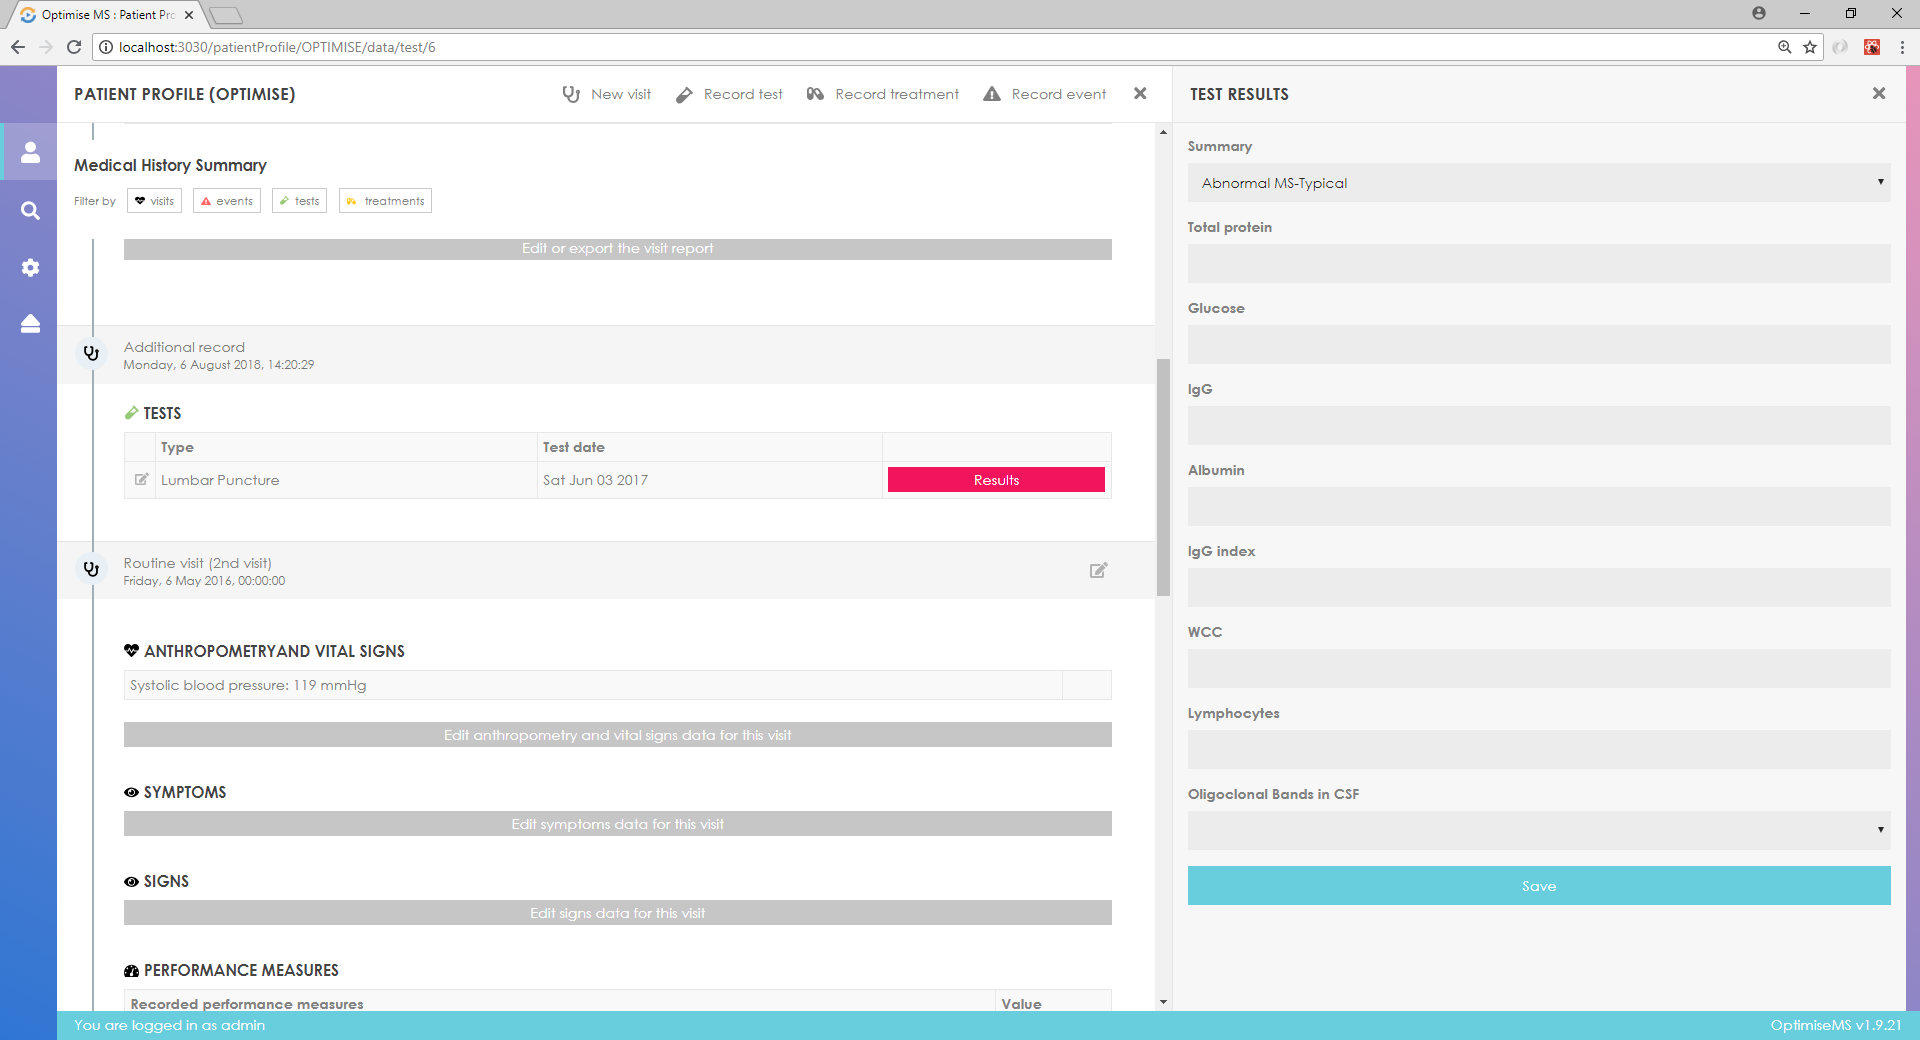 Optimise MS : Patient Pro
localhost:3030/patientProfile/OPTIMISE/data/test/6
PATIENT PROFILE (OPTIMISE)
New visit
Record test
Record treatment
Record event
Medical History Summary
Filter by
visits
events
tests
treatments
Edit or export the visit report
Additional record
Monday, 6 August 2018, 14:20:29
TESTS
Type
Test date
Lumbar Puncture
Sat Jun 03 2017
Results
Routine visit (2nd visit)
Friday, 6 May 2016, 00:00:00
ANTHROPOMETRYAND VITAL SIGNS
Systolic blood pressure: 119 mmHg
Edit anthropometry and vital signs data for this visit
SYMPTOMS
Edit symptoms data for this visit
SIGNS
Edit signs data for this visit
PERFORMANCE MEASURES
Recorded performance measures
Value
TEST RESULTS
Summary
Abnormal MS-Typical
Total protein
Glucose
IgG
Albumin
IgG index
WCC
Lymphocytes
Oligoclonal Bands in CSF
Save
You are logged in as admin
OptimiseMS v1.9.21